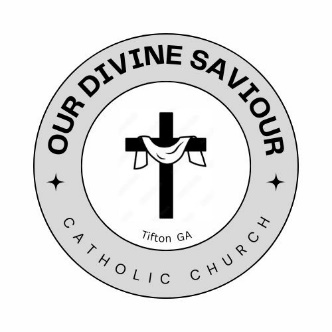 OUR DIVINE SAVIOUR
Tifton GA
CATHOLIC CHURCH